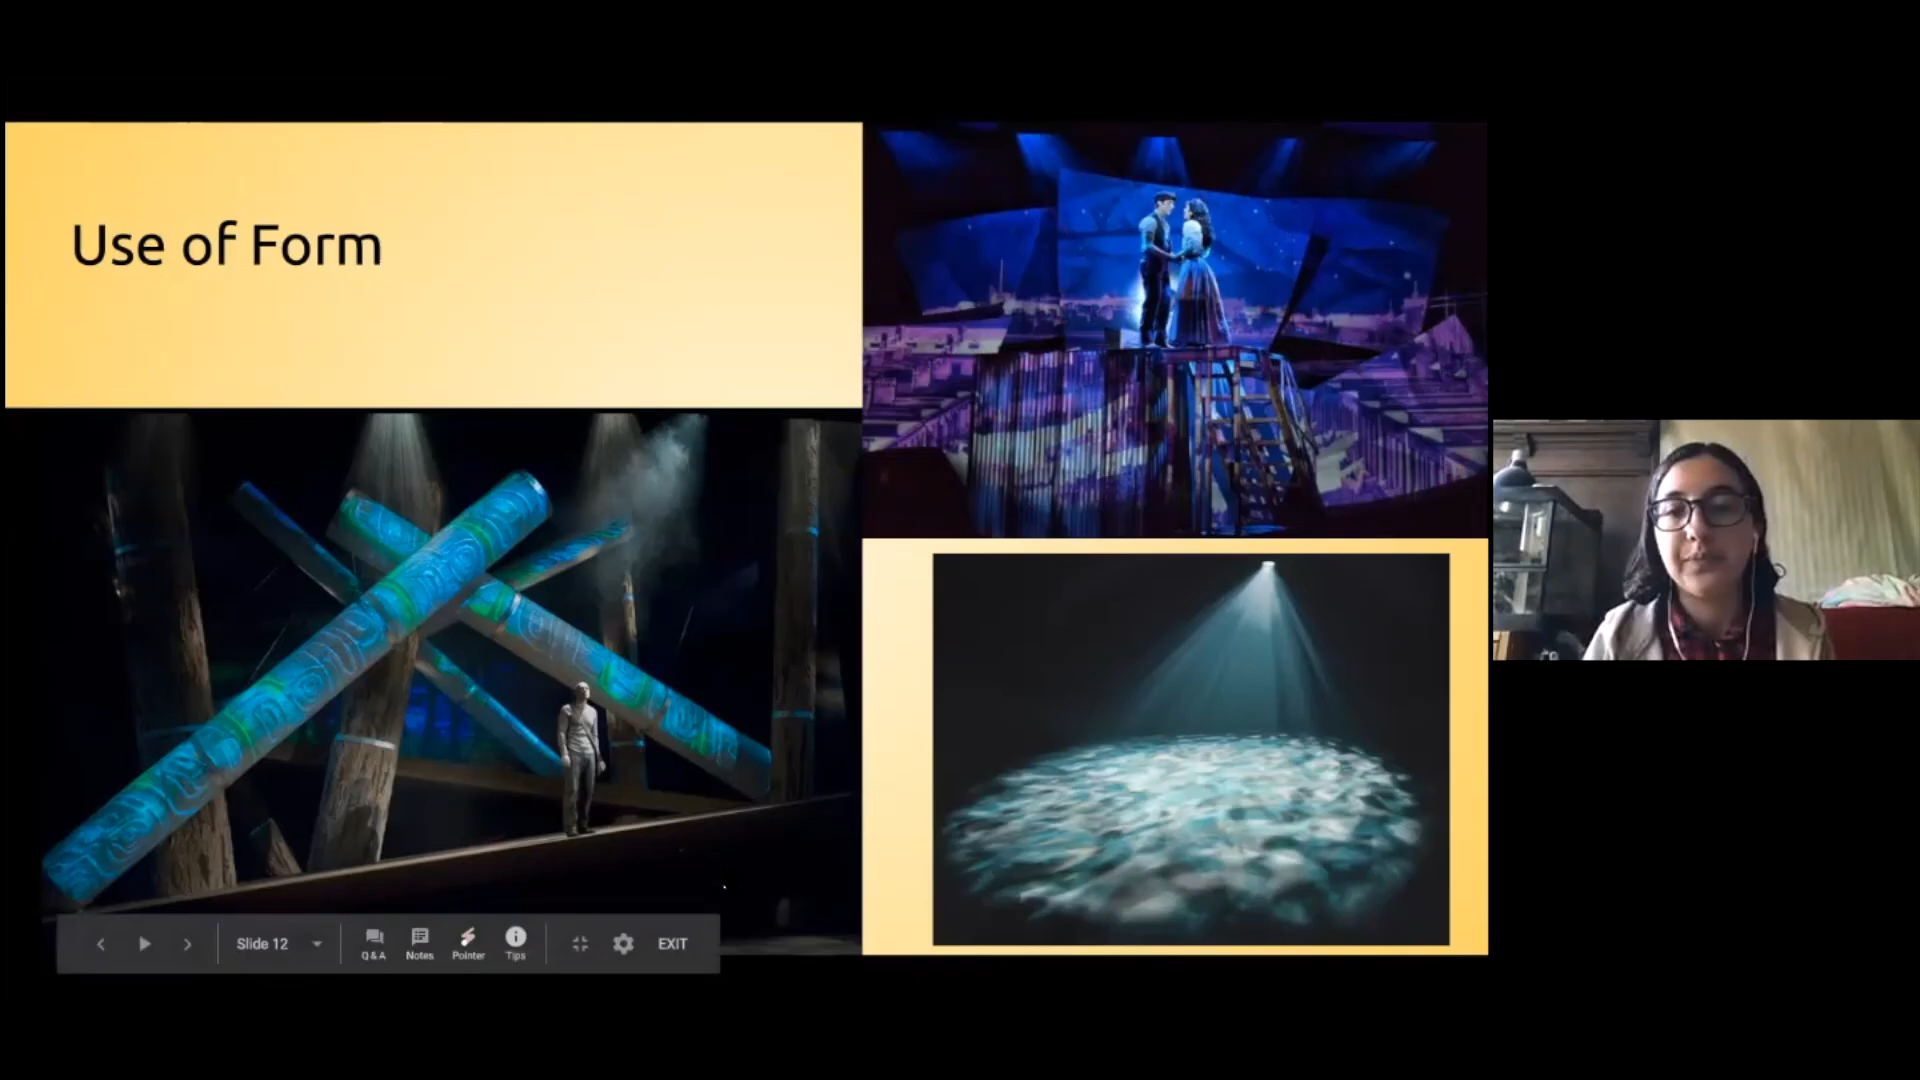 Use of Form
Slide 12
Q&A
Notes
Pointer
Tips
EXIT